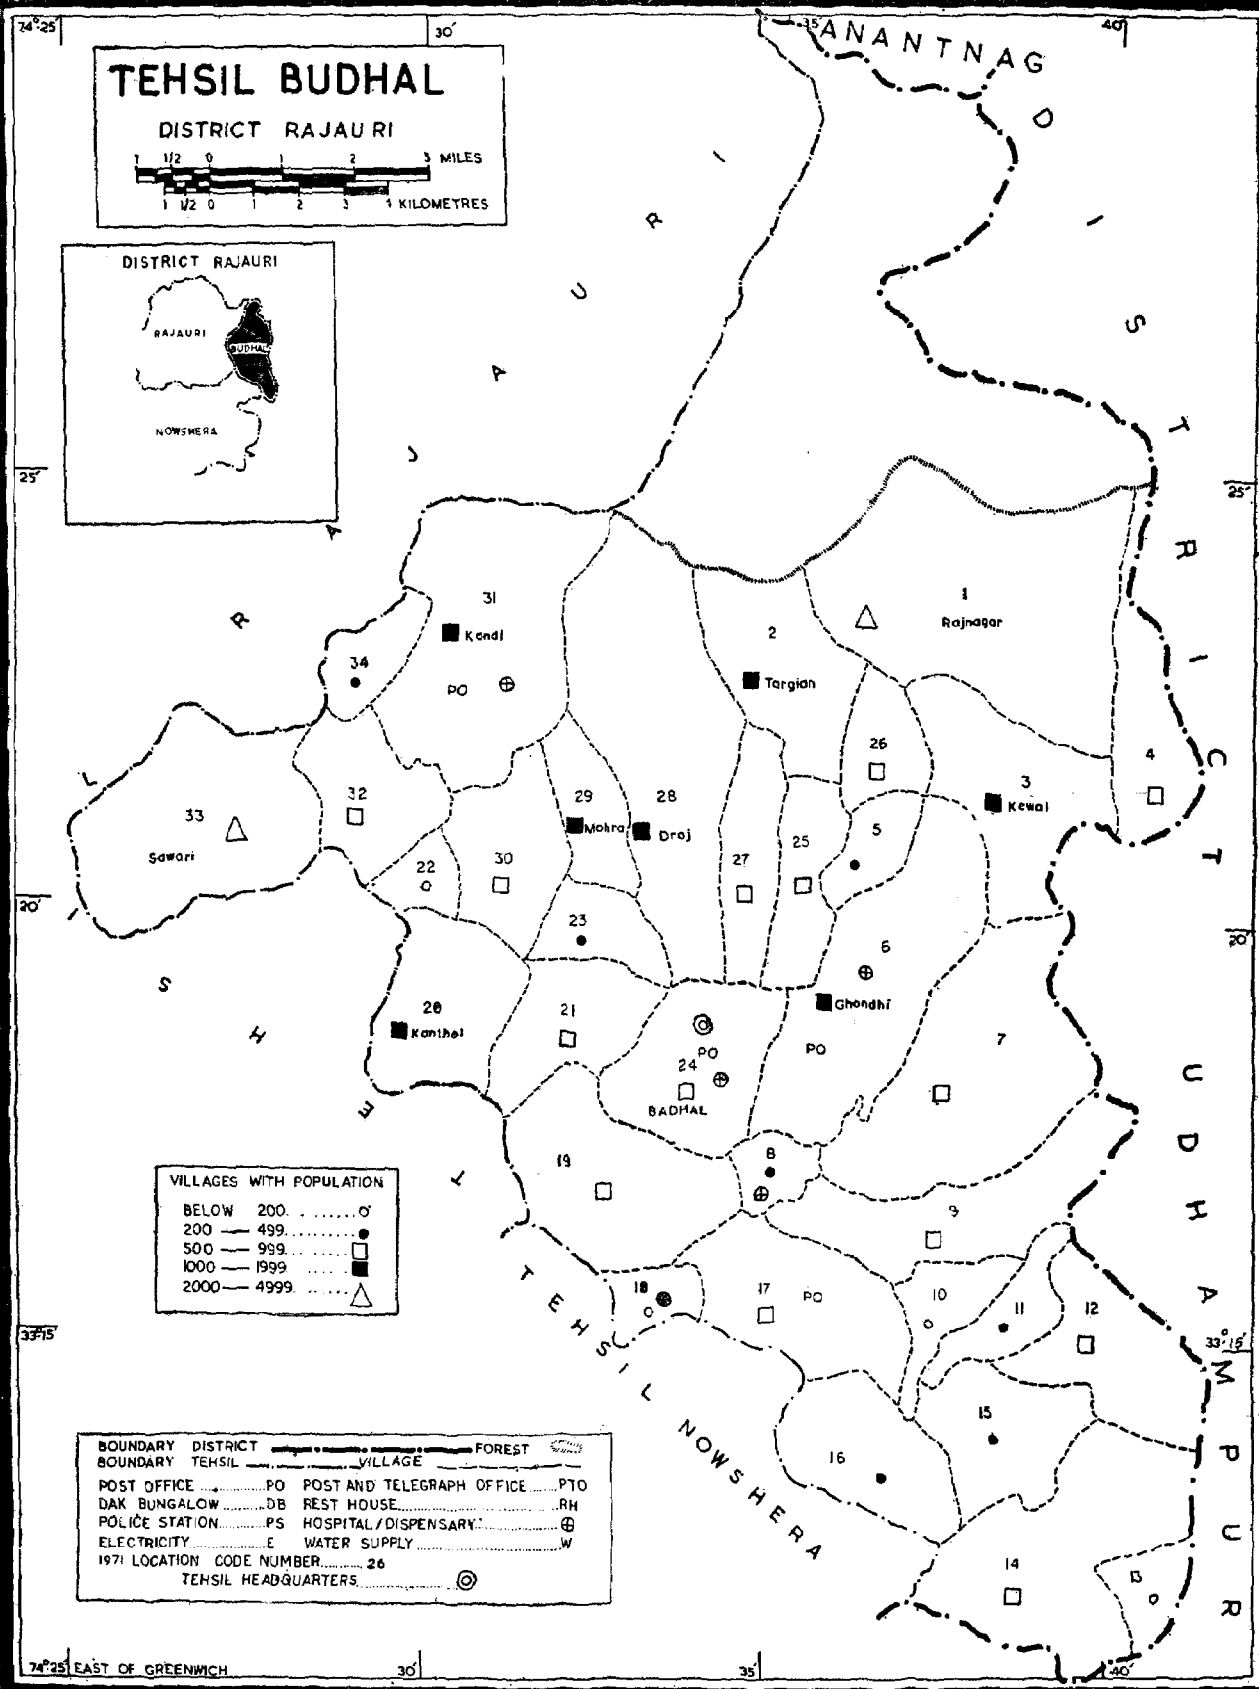 74°25
30'
35'
40'
ANANTNAG
DISTRICT UDHAMPUR
TEHSIL BUDHAL
DISTRICT RAJAURI
1 1/2 0 1 2 3 MILES
1 1/2 0 1 2 3 4 KILOMETRES
DISTRICT RAJAURI
RAJAURI
BUDHAL
NOWSHERA
TEHSIL RAJAURI
25'
25'
31
Kandi
PO
34
1
Rajnagar
2
Targian
26
3
Kewal
4
33
Sawari
32
29
Mohra
28
Draj
5
25
27
30
22
23
20'
20'
6
Ghondhi
PO
7
20
Kanthol
21
PO
24
BADHAL
8
19
9
VILLAGES WITH POPULATION
BELOW 200
200 — 499
500 — 999
1000 — 1999
2000 — 4999
18
17
PO
10
11
12
33°15
33°15'
TEHSIL NOWSHERA
15
16
14
13
BOUNDARY DISTRICT FOREST
BOUNDARY TEHSIL VILLAGE
POST OFFICE PO POST AND TELEGRAPH OFFICE PTO
DAK BUNGALOW DB REST HOUSE RH
POLICE STATION PS HOSPITAL/DISPENSARY
ELECTRICITY E WATER SUPPLY W
1971 LOCATION CODE NUMBER 26
TEHSIL HEADQUARTERS
74°25' EAST OF GREENWICH
30'
35'
40'